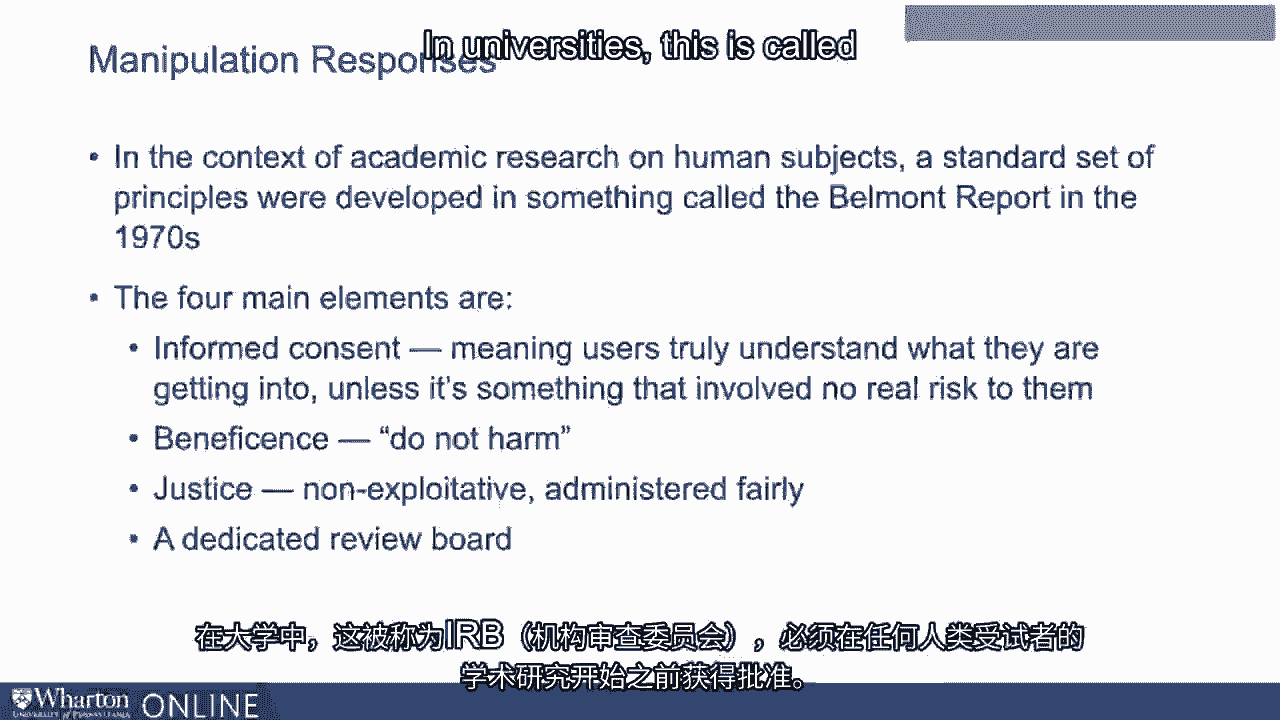 In universities, this is called
Manipulation Responses
• In the context of academic research on human subjects, a standard set of
principles were developed in something called the Belmont Report in the
1970s
• The four main elements are:
• Informed consent — meaning users truly understand what they are
getting into, unless it's something that involved no real risk to them
• Beneficence — “do not harm”
• Justice — non-exploitative, administered fairly
• A dedicated review board
在大学中，这被称为IRB（机构审查委员会），必须在任何人类受试者的
学术研究开始之前获得批准。
Wharton ONLINE
UNIVERSITY of PENNSYLVANIA